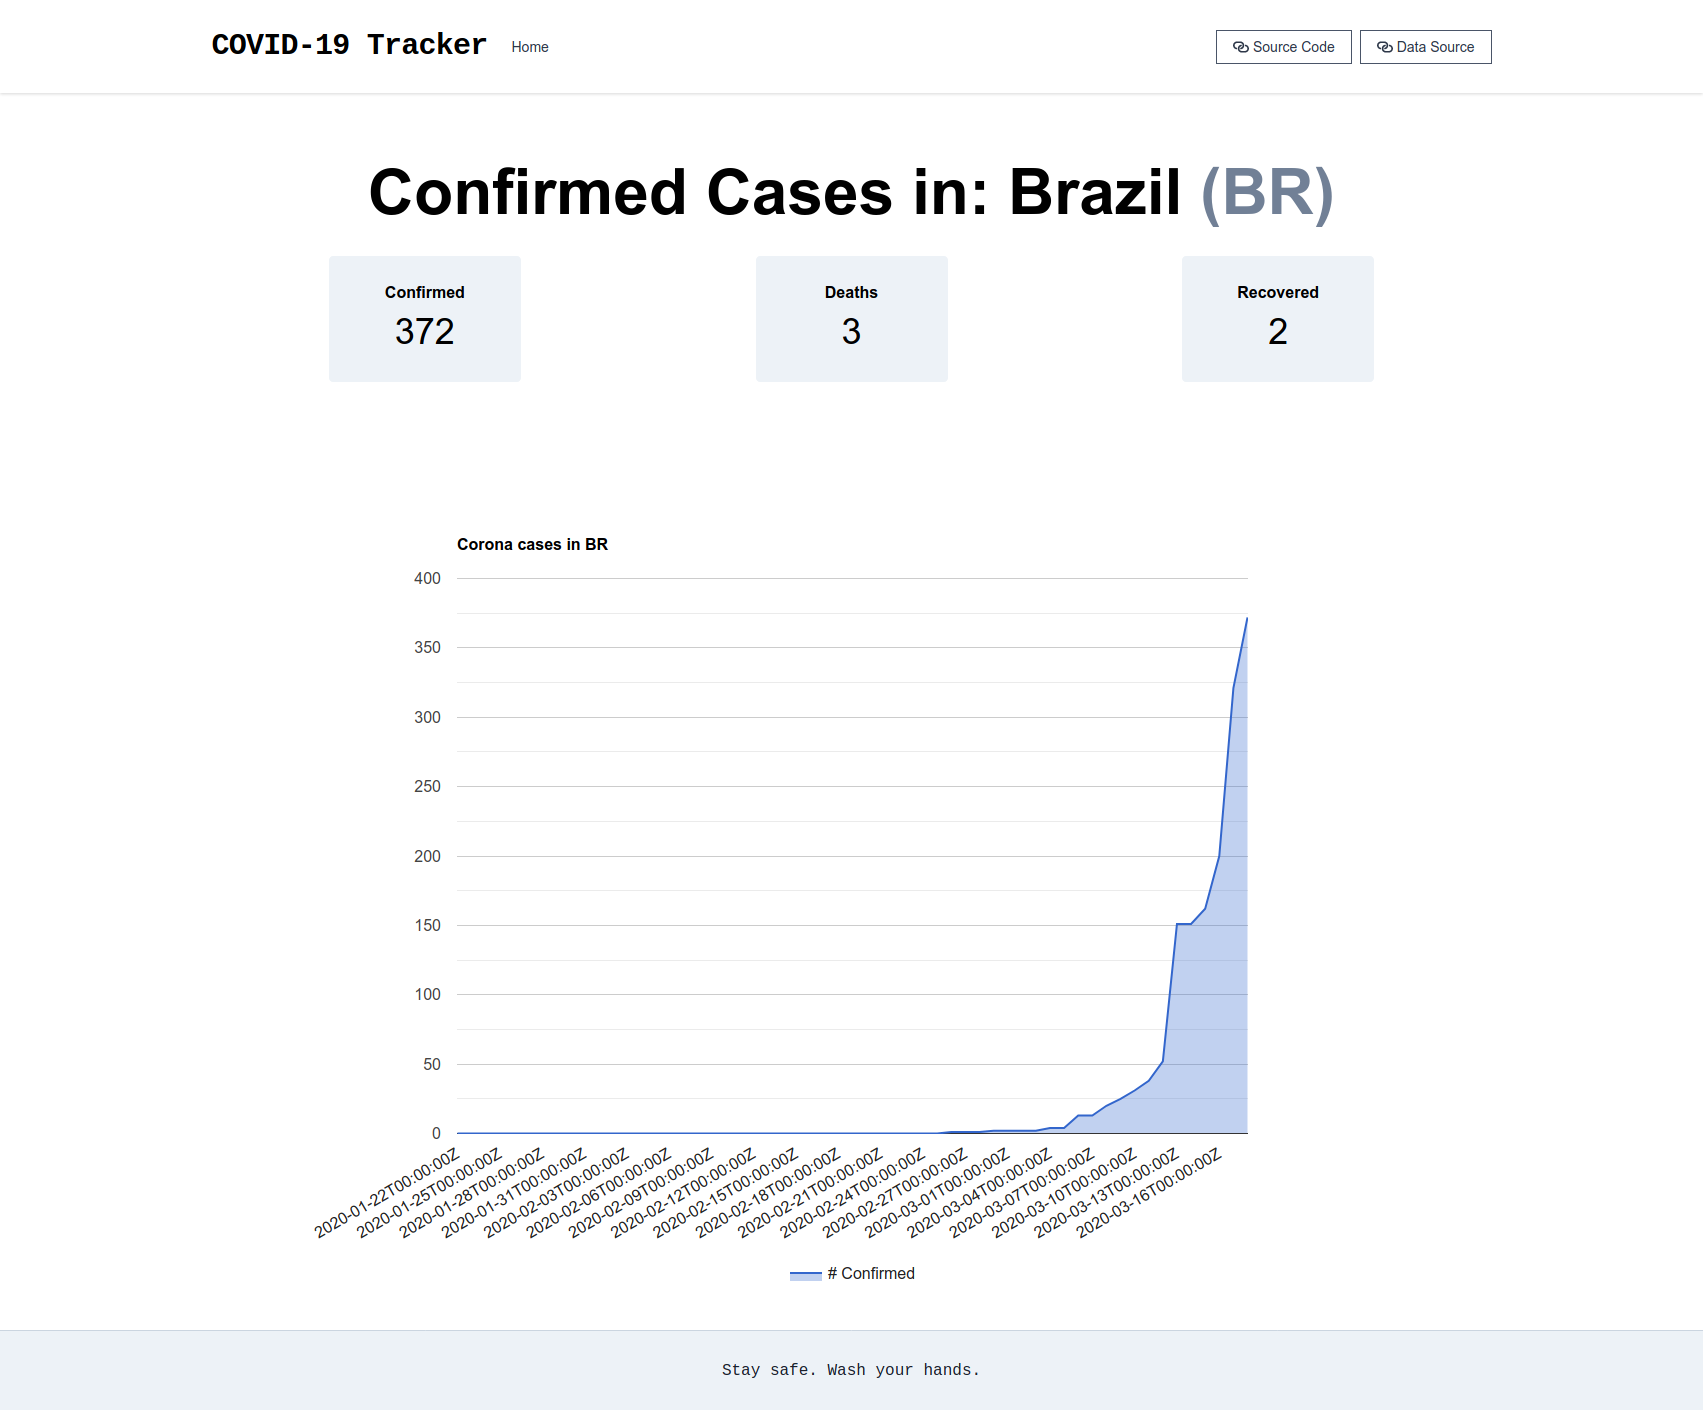 COVID-19 Tracker Home Source Code Data Source
Confirmed Cases in: Brazil (BR)
Confirmed Deaths Recovered
372 3 2
Corona cases in BR
400
350
300
250
200
150
100
50
0
2020-01-22T00:00:00Z
2020-01-25T00:00:00Z
2020-01-28T00:00:00Z
2020-01-31T00:00:00Z
2020-02-03T00:00:00Z
2020-02-06T00:00:00Z
2020-02-09T00:00:00Z
2020-02-12T00:00:00Z
2020-02-15T00:00:00Z
2020-02-18T00:00:00Z
2020-02-21T00:00:00Z
2020-02-24T00:00:00Z
2020-02-27T00:00:00Z
2020-03-01T00:00:00Z
2020-03-04T00:00:00Z
2020-03-07T00:00:00Z
2020-03-10T00:00:00Z
2020-03-13T00:00:00Z
2020-03-16T00:00:00Z
# Confirmed
Stay safe. Wash your hands.